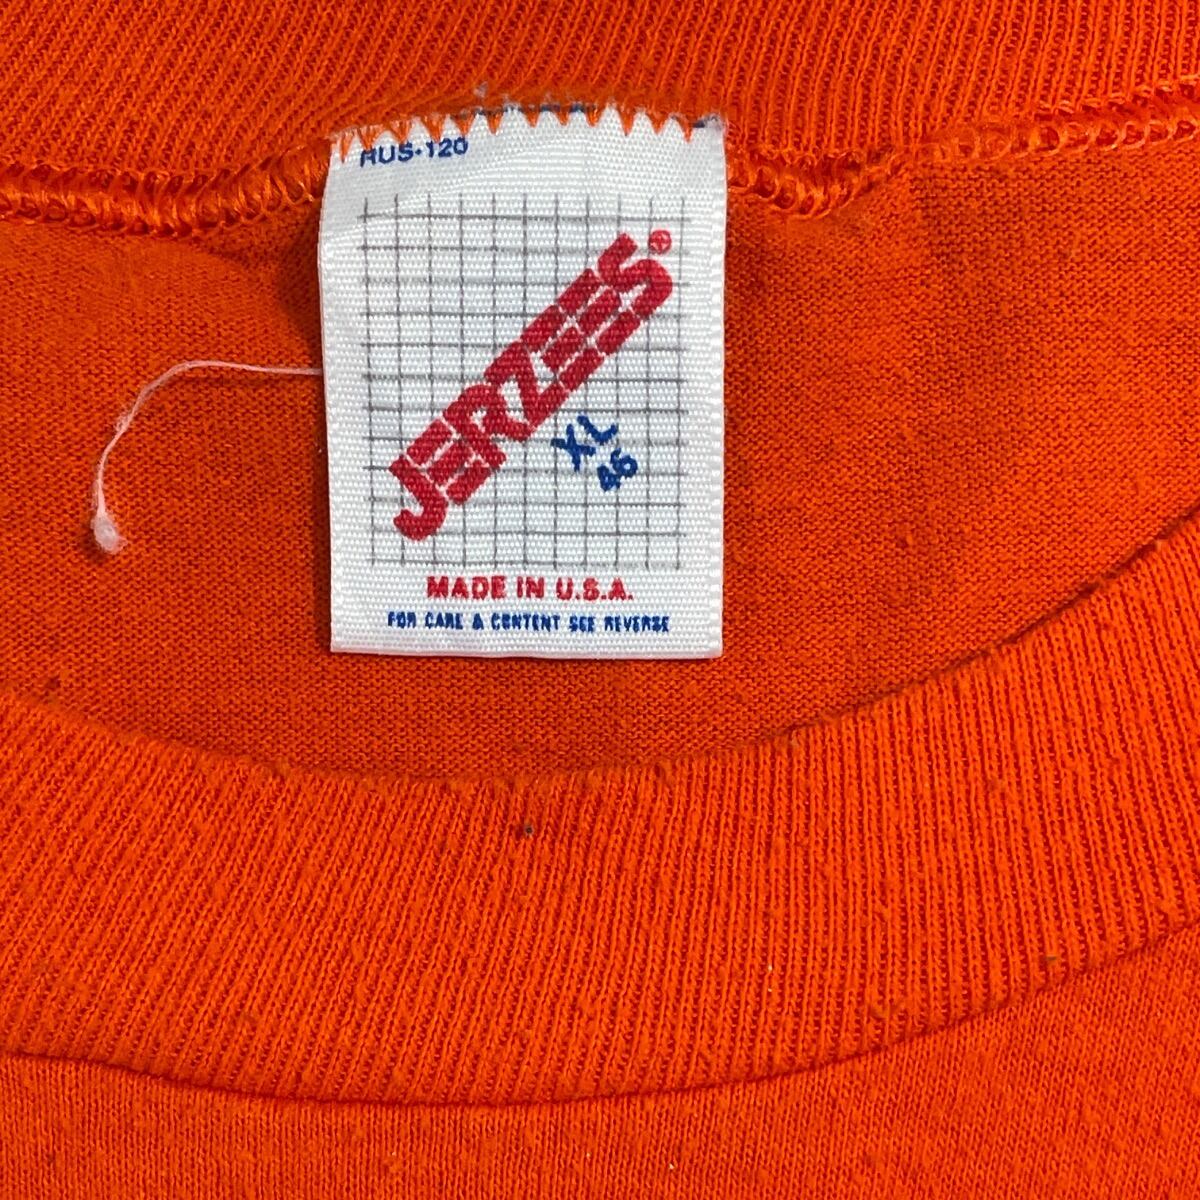 RUS-120
JERZEES®
XL
46
MADE IN U.S.A.
FOR CARE & CONTENT SEE REVERSE